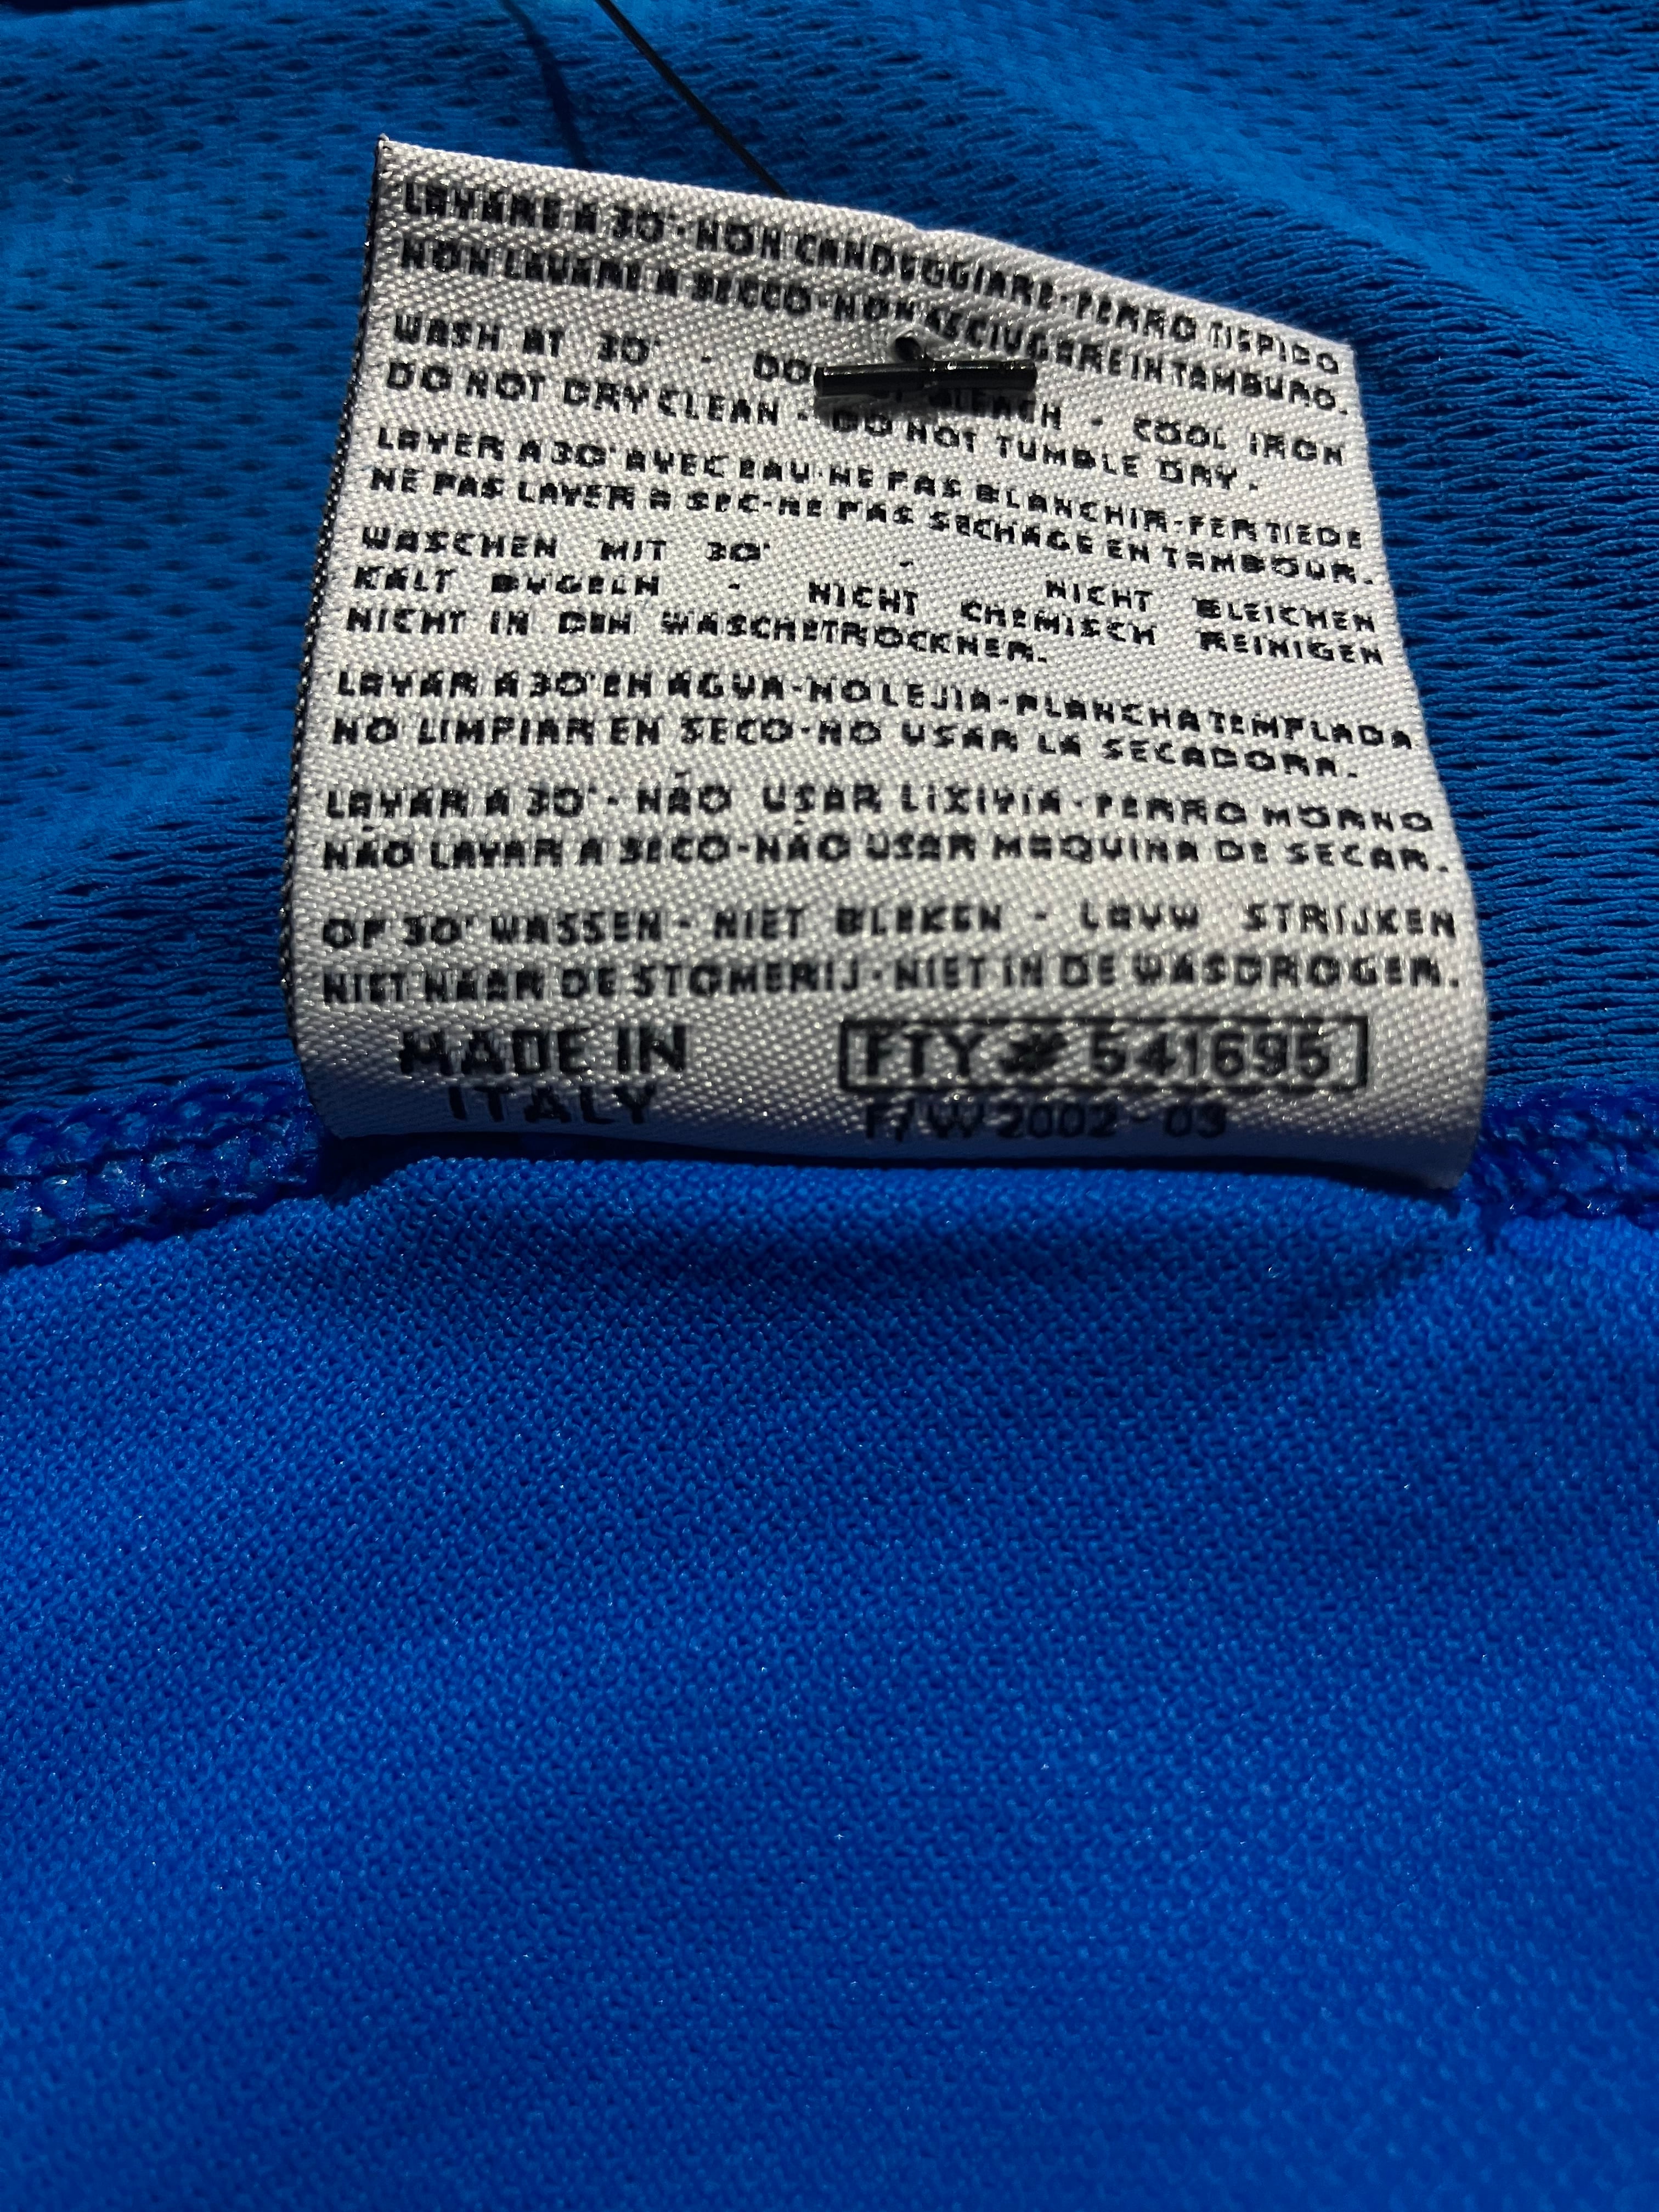 LAVARE A 30°-NON CANDEGGIARE-FERRO TIEPIDO
NON LAVARE A SECCO-NON ASCIUGARE IN TAMBURO.
WASH AT 30° - DO BLEACH - COOL IRON
DO NOT DRY CLEAN - DO NOT TUMBLE DRY.
LAVER A 30° AVEC EAU-NE PAS BLANCHIR-FER TIEDE
NE PAS LAVER A SEC-NE PAS SECHAGE EN TAMBOUR.
WASCHEN MIT 30° - NICHT BLEICHEN
KALT BVGELN - NICHT CHEMISCH REINIGEN
NICHT IN DEN WASCHETROCKNER.
LAVAR A 30° EN AGUA-NO LEJIA-PLANCHA TEMPLADA
NO LIMPIAR EN SECO-NO USAR LA SECADORA.
LAVAR A 30°- NÃO USAR LIXIVIA-FERRO MORNO
NÃO LAVAR A SECO-NÃO USAR MAQUINA DE SECAR.
OP 30° WASSEN - NIET BLEKEN - LAVW STRIJKEN
NIET NAAR DE STOMERIJ-NIET IN DE WASDROGER.
MADE IN
ITALY
FTY # 541695
F/W 2002-03